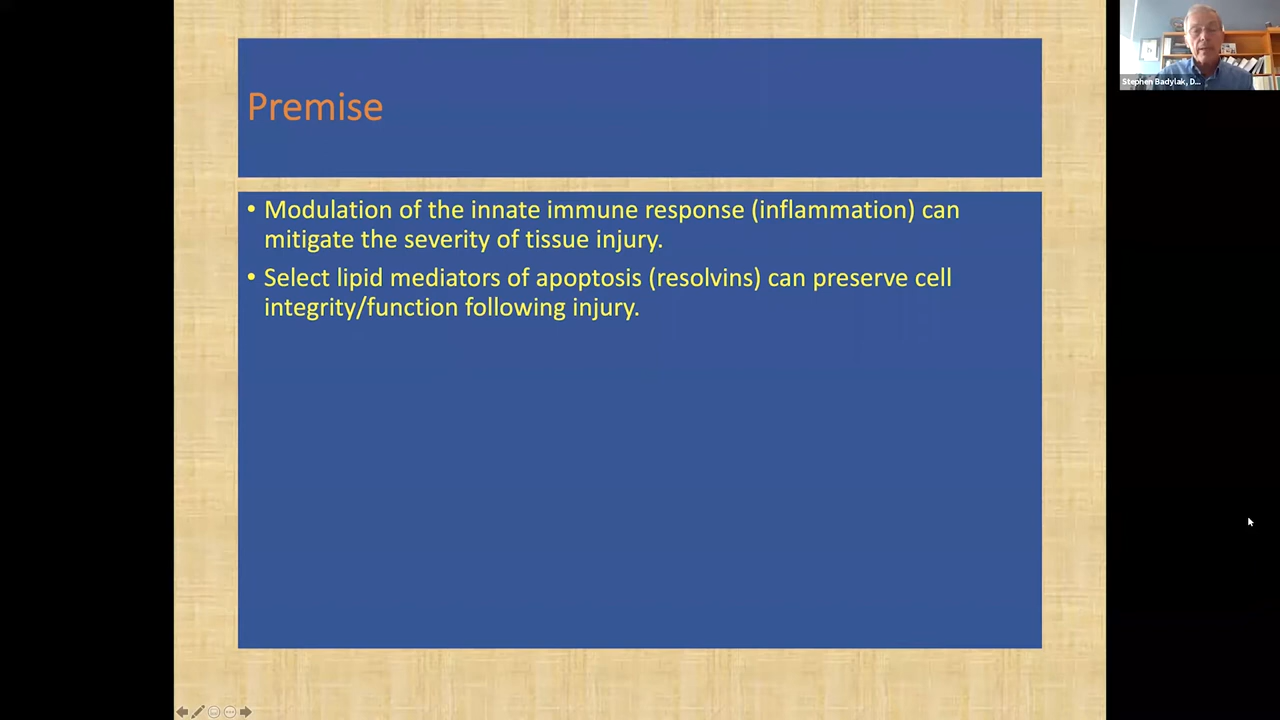 Premise
• Modulation of the innate immune response (inflammation) can
mitigate the severity of tissue injury.
• Select lipid mediators of apoptosis (resolvins) can preserve cell
integrity/function following injury.
Stephen Badylak, D...